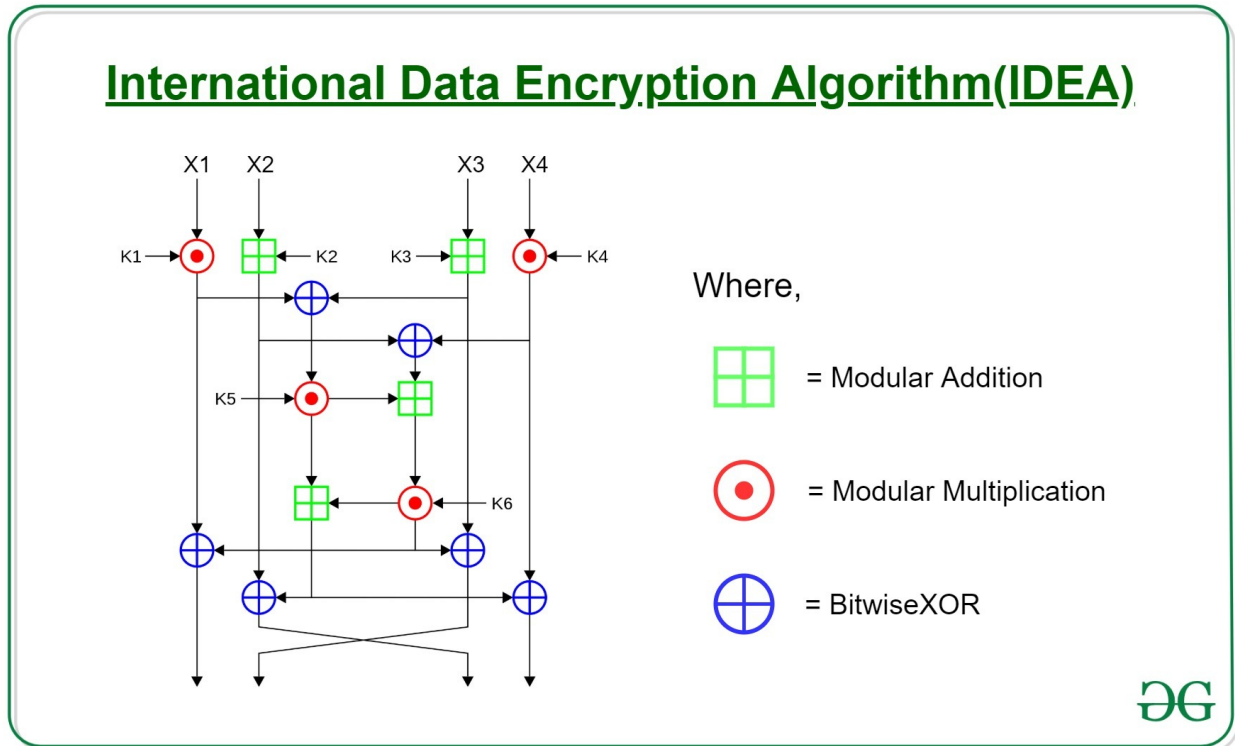 International Data Encryption Algorithm(IDEA)
X1 X2 X3 X4
K1 K2 K3 K4
Where,
= Modular Addition
K5
= Modular Multiplication
K6
= BitwiseXOR